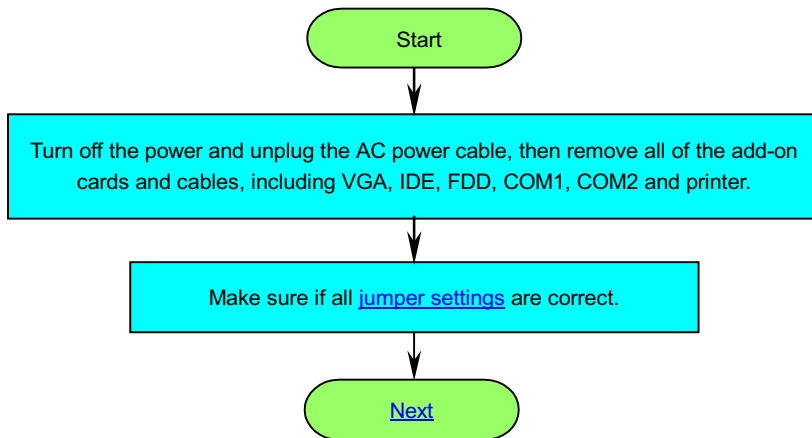 Start
Turn off the power and unplug the AC power cable, then remove all of the add-on
cards and cables, including VGA, IDE, FDD, COM1, COM2 and printer.
Make sure if all jumper settings are correct.
Next